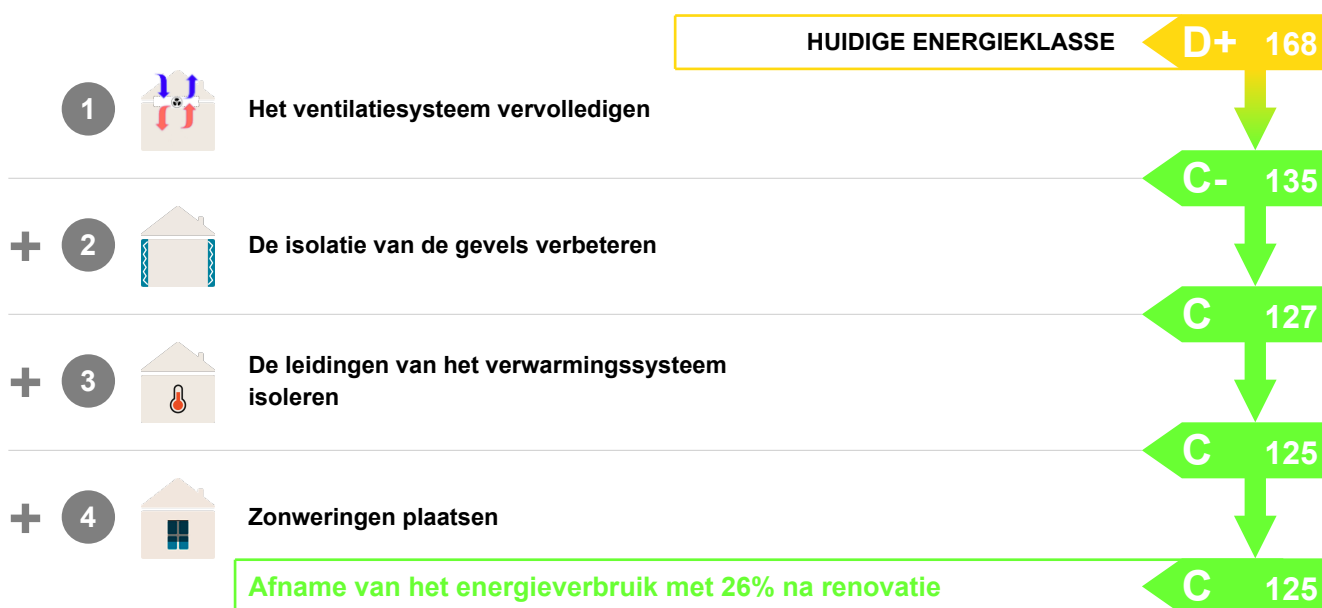 HUIDIGE ENERGIEKLASSE D+ 168
1 Het ventilatiesysteem vervolledigen
C- 135
+ 2 De isolatie van de gevels verbeteren
C 127
+ 3 De leidingen van het verwarmingssysteem
isoleren
C 125
+ 4 Zonweringen plaatsen
Afname van het energieverbruik met 26% na renovatie C 125